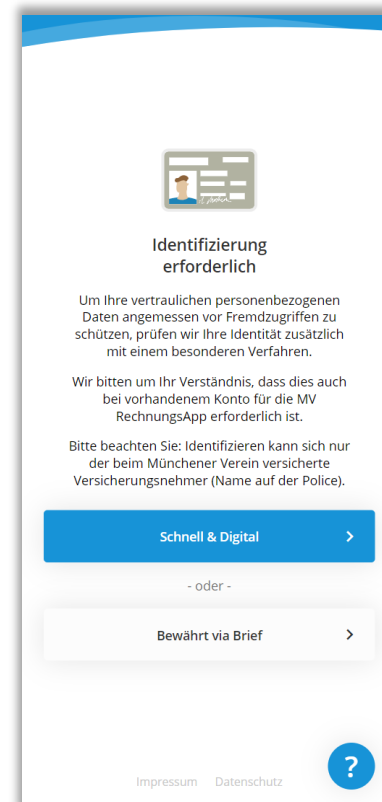 Identifizierung
erforderlich
Um Ihre vertraulichen personenbezogenen
Daten angemessen vor Fremdzugriffen zu
schützen, prüfen wir Ihre Identität zusätzlich
mit einem besonderen Verfahren.
Wir bitten um Ihr Verständnis, dass dies auch
bei vorhandenem Konto für die MV
RechnungsApp erforderlich ist.
Bitte beachten Sie: Identifizieren kann sich nur
der beim Münchener Verein versicherte
Versicherungsnehmer (Name auf der Police).
Schnell & Digital
- oder -
Bewährt via Brief
?
Impressum Datenschutz